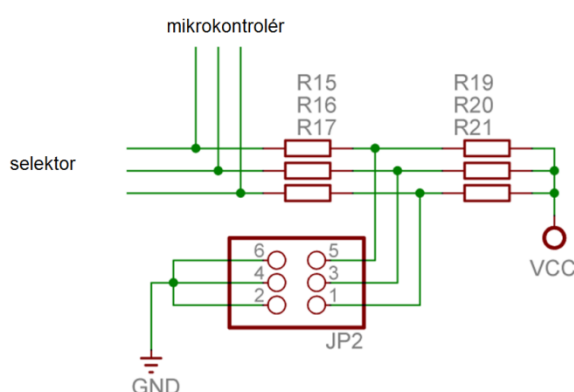 mikrokontrolér
R15
R16
R17
R19
R20
R21
selektor
VCC
6 5
4 3
2 1
JP2
GND